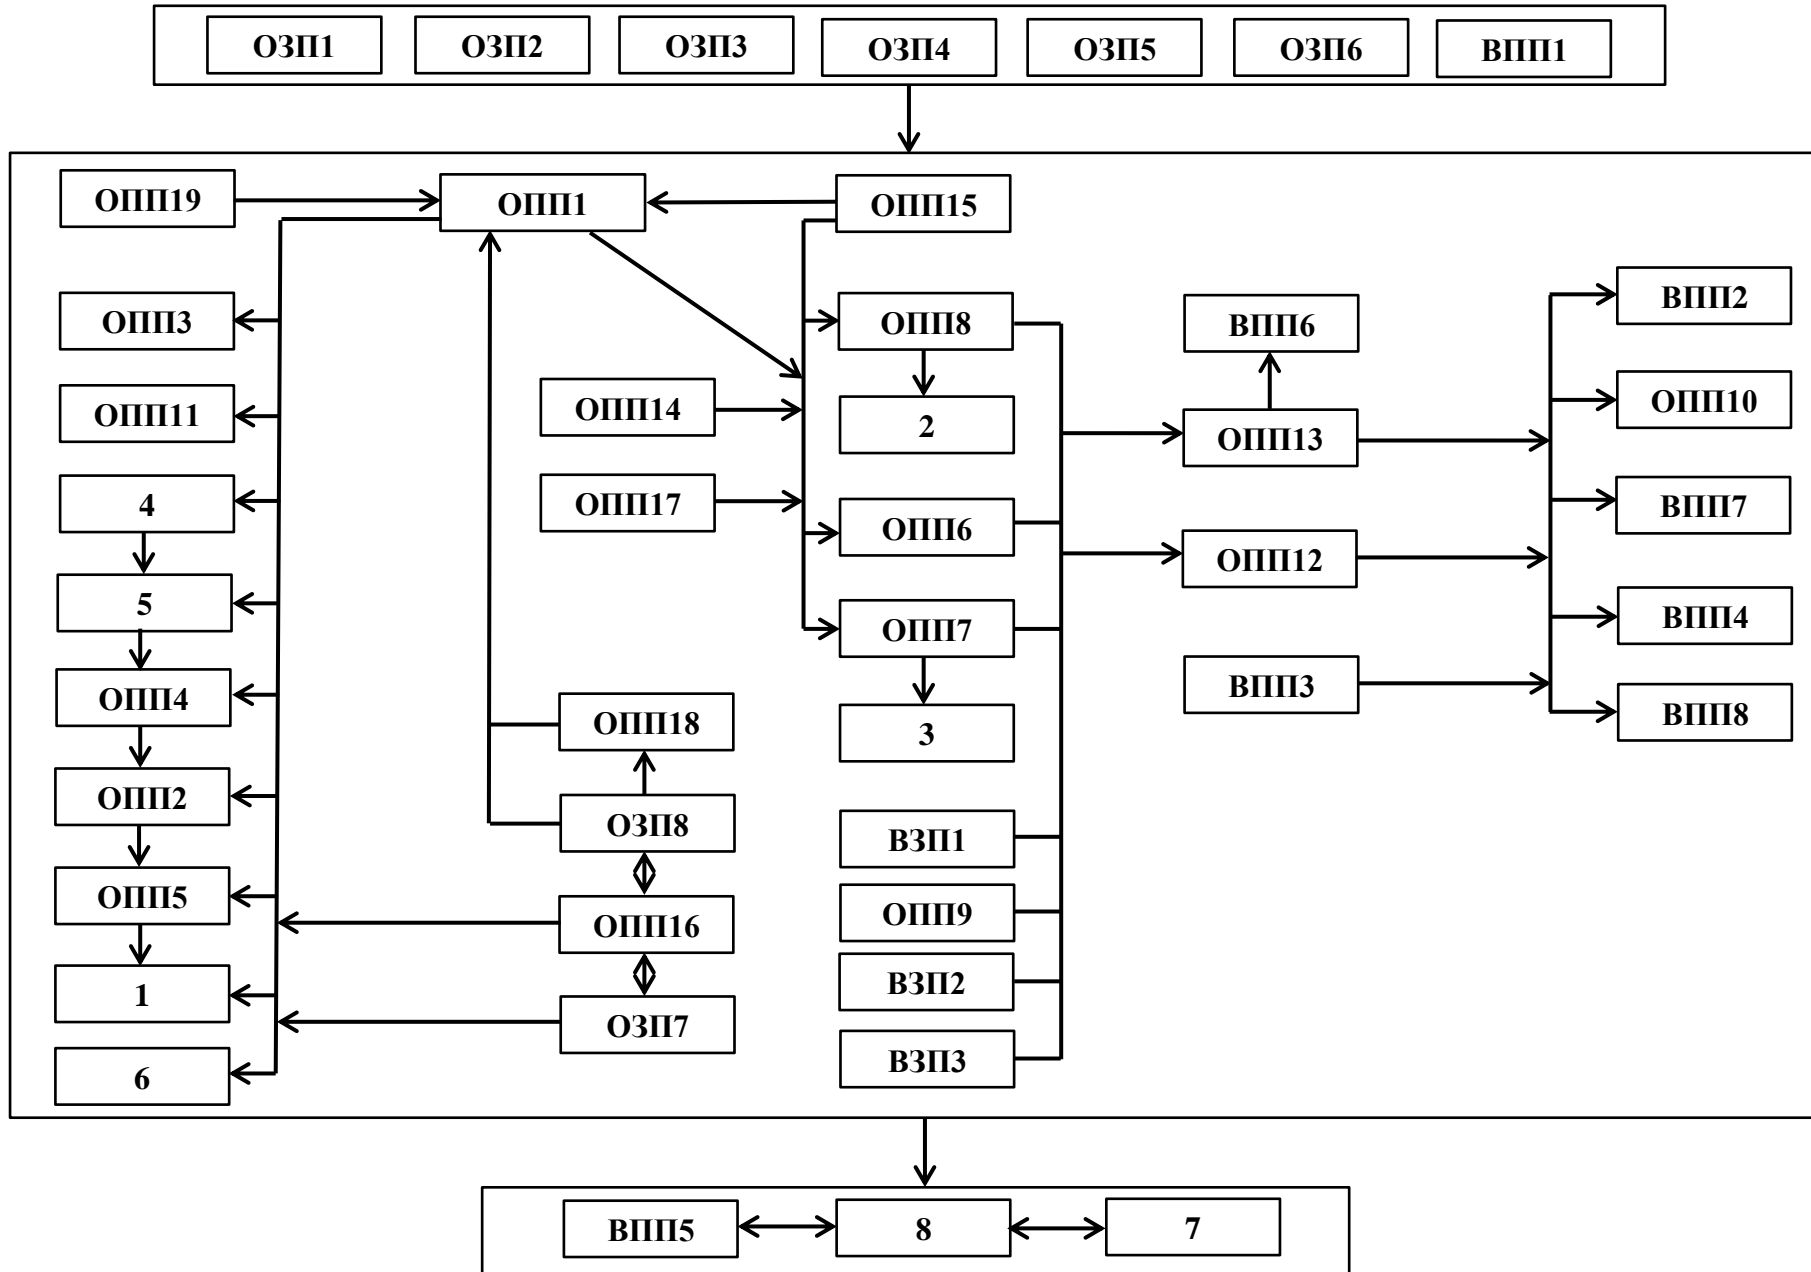 ОЗП1 ОЗП2 ОЗП3 ОЗП4 ОЗП5 ОЗП6 ВПП1
ОПП19 ОПП1 ОПП15
ОПП3 ОПП8 ВПП6 ВПП2
ОПП11 ОПП14 2 ОПП13 ОПП10
4 ОПП17 ОПП6 ВПП7
5 ОПП7 ОПП12 ВПП4
ОПП4 ОПП18 3 ВПП3 ВПП8
ОПП2 ОЗП8 ВЗП1
ОПП5 ОПП16 ОПП9
1 ОЗП7 ВЗП2
6 ВЗП3
ВПП5 8 7